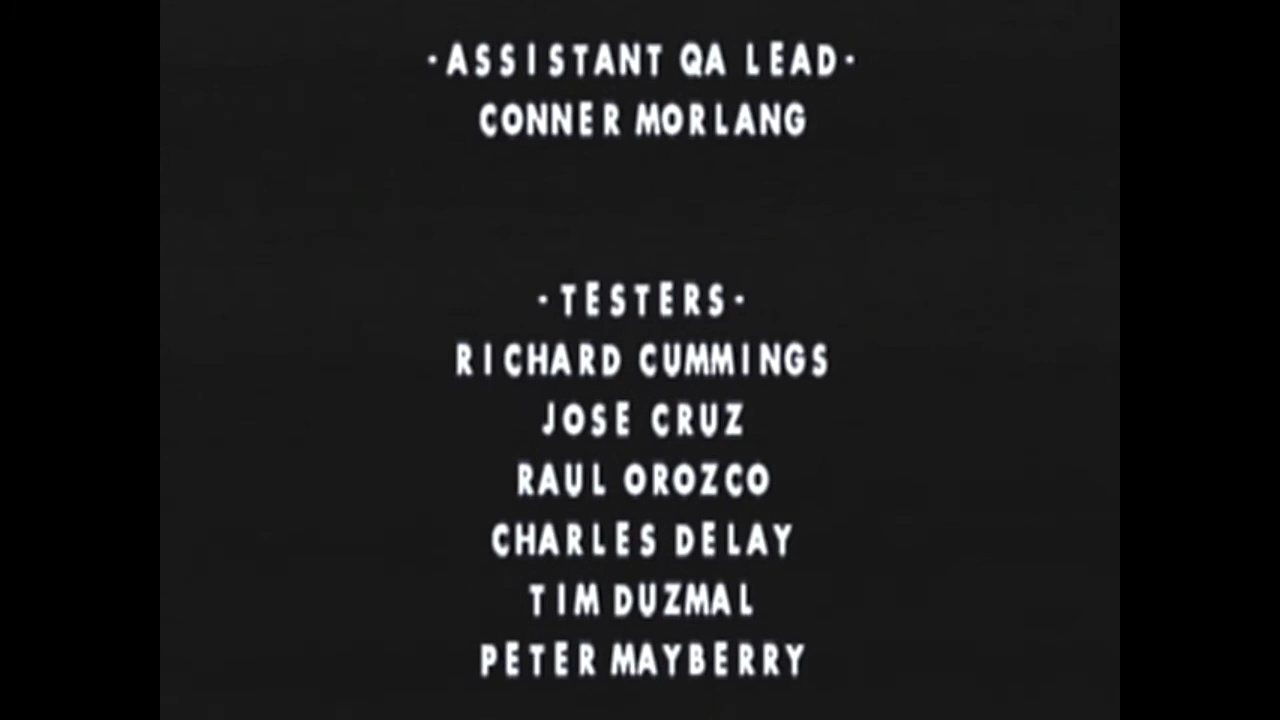 ·ASSISTANT QA LEAD·
CONNER MORLANG
·TESTERS·
RICHARD CUMMINGS
JOSE CRUZ
RAUL OROZCO
CHARLES DELAY
TIM DUZMAL
PETER MAYBERRY